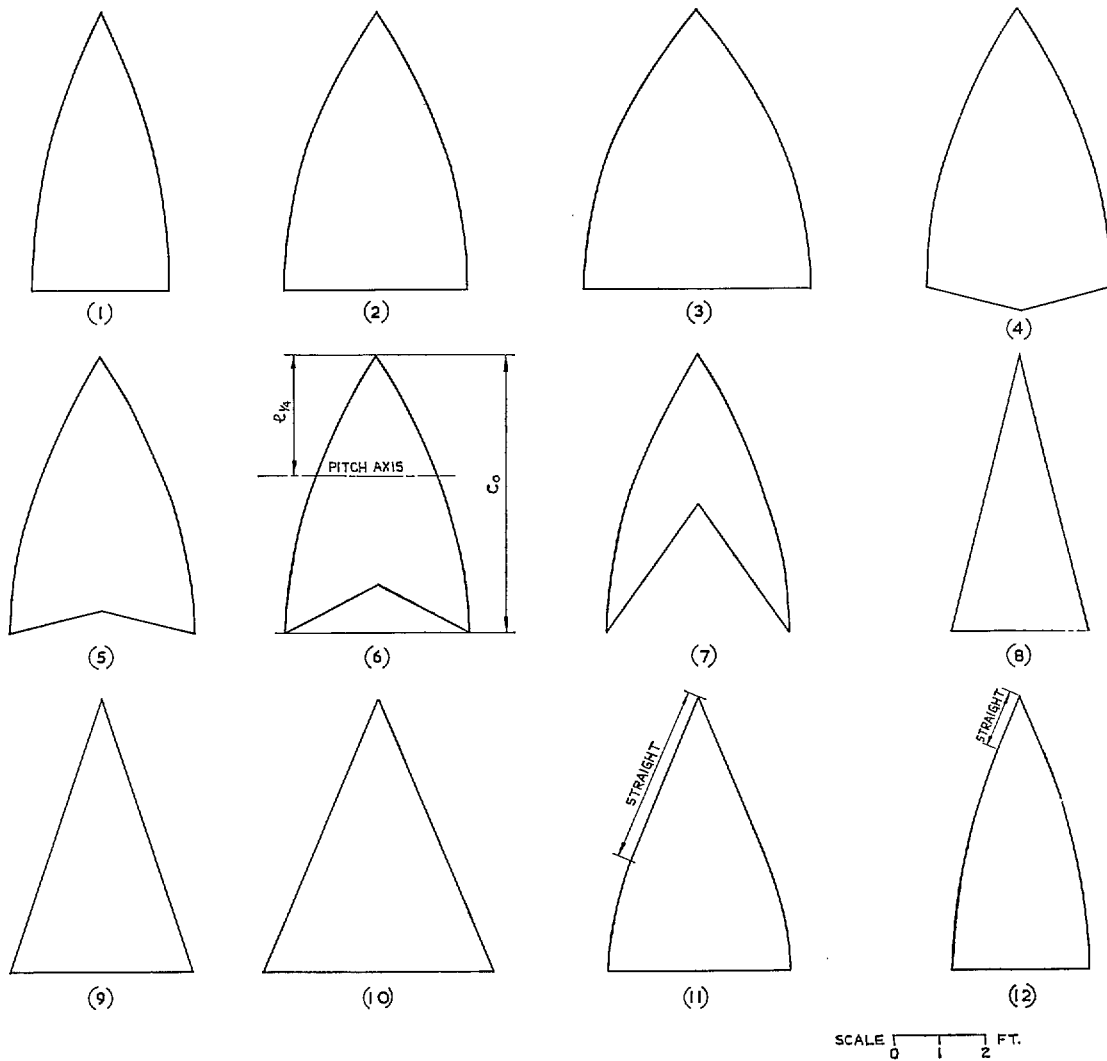 (1)
(2)
(3)
(4)
ℓ¼
PITCH AXIS
C₀
(5)
(6)
(7)
(8)
STRAIGHT
STRAIGHT
(9)
(10)
(11)
(12)
SCALE 0 1 2 FT.